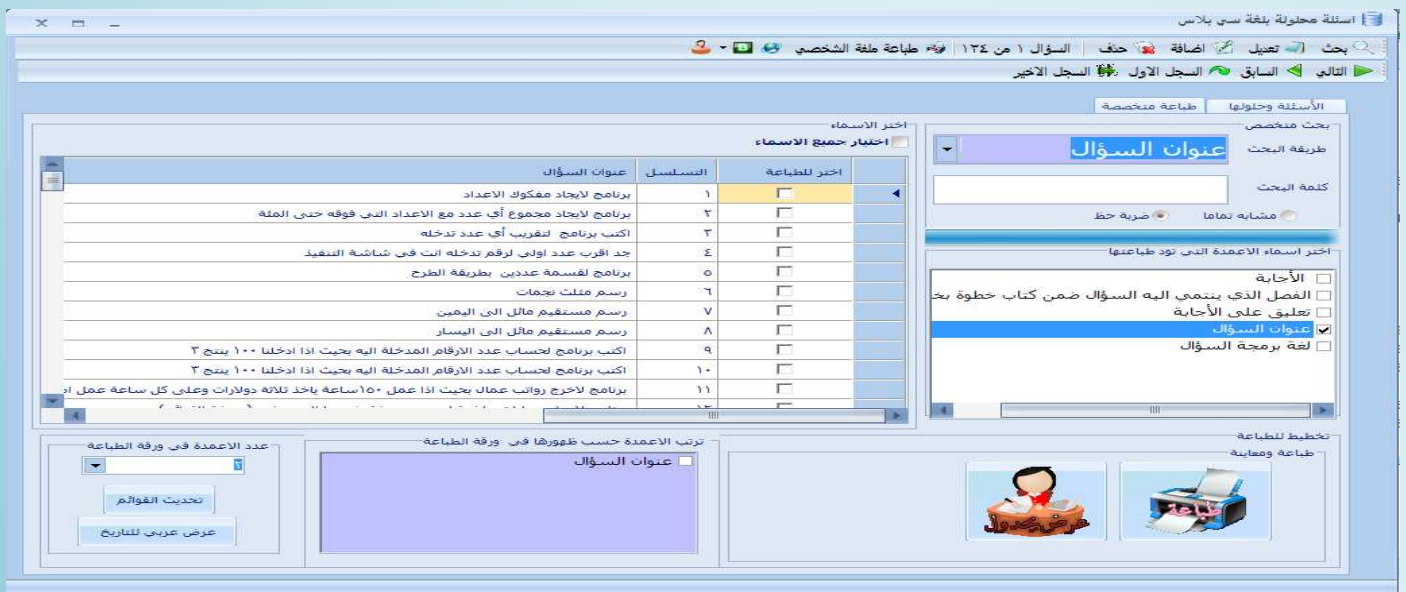 اسئلة محلولة بلغة سي بلاس
بحث تعديل اضافة حذف السؤال ١ من ١٣٤ طباعة ملفة الشخصي
التالي السابق السجل الاول السجل الاخير
الأسئلة وحلولها طباعة متخصصة
بحث متخصص
طريقة البحث عنوان السؤال
كلمة البحث
مشابه تماما ضربة حظ
اختر اسماء الاعمدة التي تود طباعتها
الأجابة
الفصل الذي ينتمي اليه السؤال ضمن كتاب خطوة بخ
تعليق على الأجابة
عنوان السؤال
لغة برمجة السؤال
اختر الاسماء
اختيار جميع الاسماء
اختر للطباعة التسلسل عنوان السؤال
١ برنامج لايجاد مفكوك الاعداد
٢ برنامج لايجاد مجموع أي عدد مع الاعداد التي فوقه حتى المئة
٣ اكتب برنامج لتقريب أي عدد تدخله
٤ جد اقرب عدد اولي لرقم تدخله انت في شاشة التنفيذ
٥ برنامج لقسمة عددين بطريقة الطرح
٦ رسم مثلث نجمات
٧ رسم مستقيم مائل الى اليمين
٨ رسم مستقيم مائل الى اليسار
٩ اكتب برنامج لحساب عدد الارقام المدخلة اليه بحيث اذا ادخلنا ١٠٠ ينتج ٣
١٠ اكتب برنامج لحساب عدد الارقام المدخلة اليه بحيث اذا ادخلنا ١٠٠ ينتج ٣
١١ برنامج لاخرج رواتب عمال بحيث اذا عمل ١٥٠ساعة ياخذ ثلاثة دولارات وعلى كل ساعة عمل اد
تخطيط للطباعة
طباعة ومعاينة
طباعة
عرض كجدول
ترتب الاعمدة حسب ظهورها في ورقة الطباعة
عنوان السؤال
عدد الاعمدة في ورقة الطباعة
تحديث القوائم
عرض عربي للتاريخ